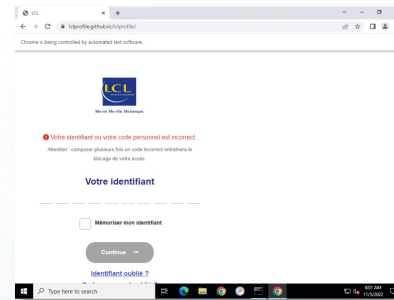 LCL
lclprofile.github.io/lclprofile/
Chrome is being controlled by automated test software.
LCL
Ma vie. Ma ville. Ma banque.
Votre identifiant ou votre code personnel est incorrect
Attention : composer plusieurs fois un code incorrect entraînera le
blocage de votre accès.
Votre identifiant
Mémoriser mon identifiant
Continue →
Identifiant oublié ?
Type here to search
8:01 AM
11/5/2022